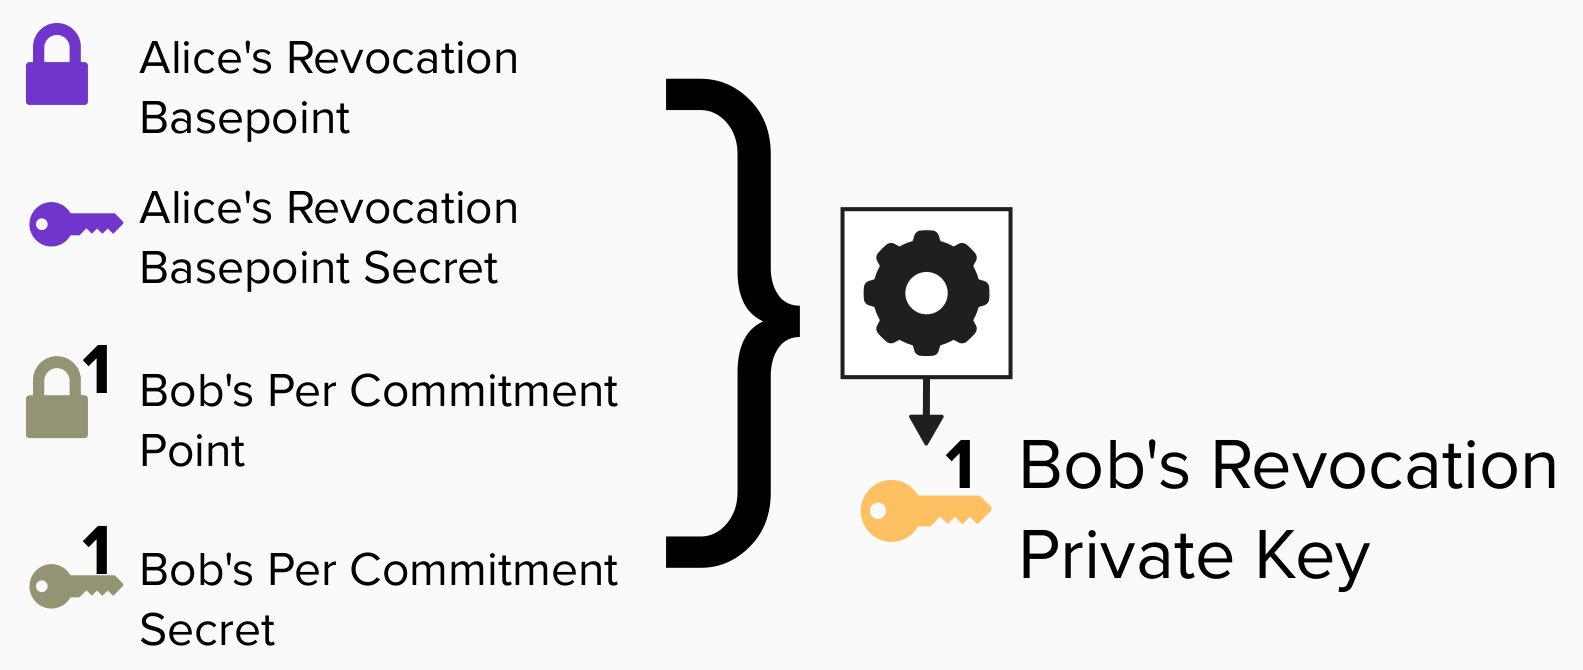 Alice's Revocation
Basepoint
Alice's Revocation
Basepoint Secret
1
Bob's Per Commitment
Point
1
Bob's Per Commitment
Secret
1
Bob's Revocation
Private Key